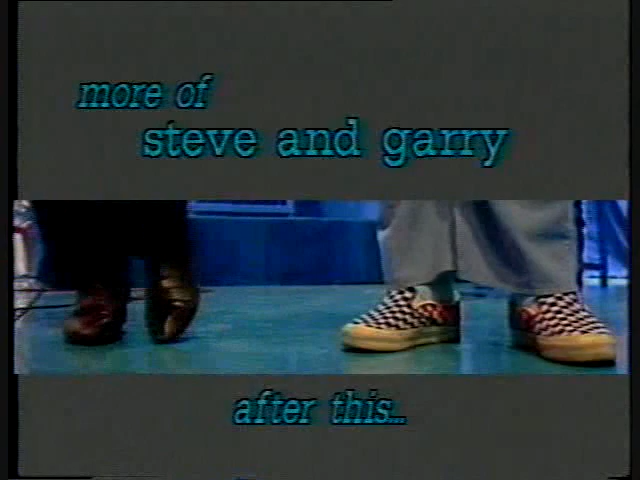 more of
steve and garry
after this...